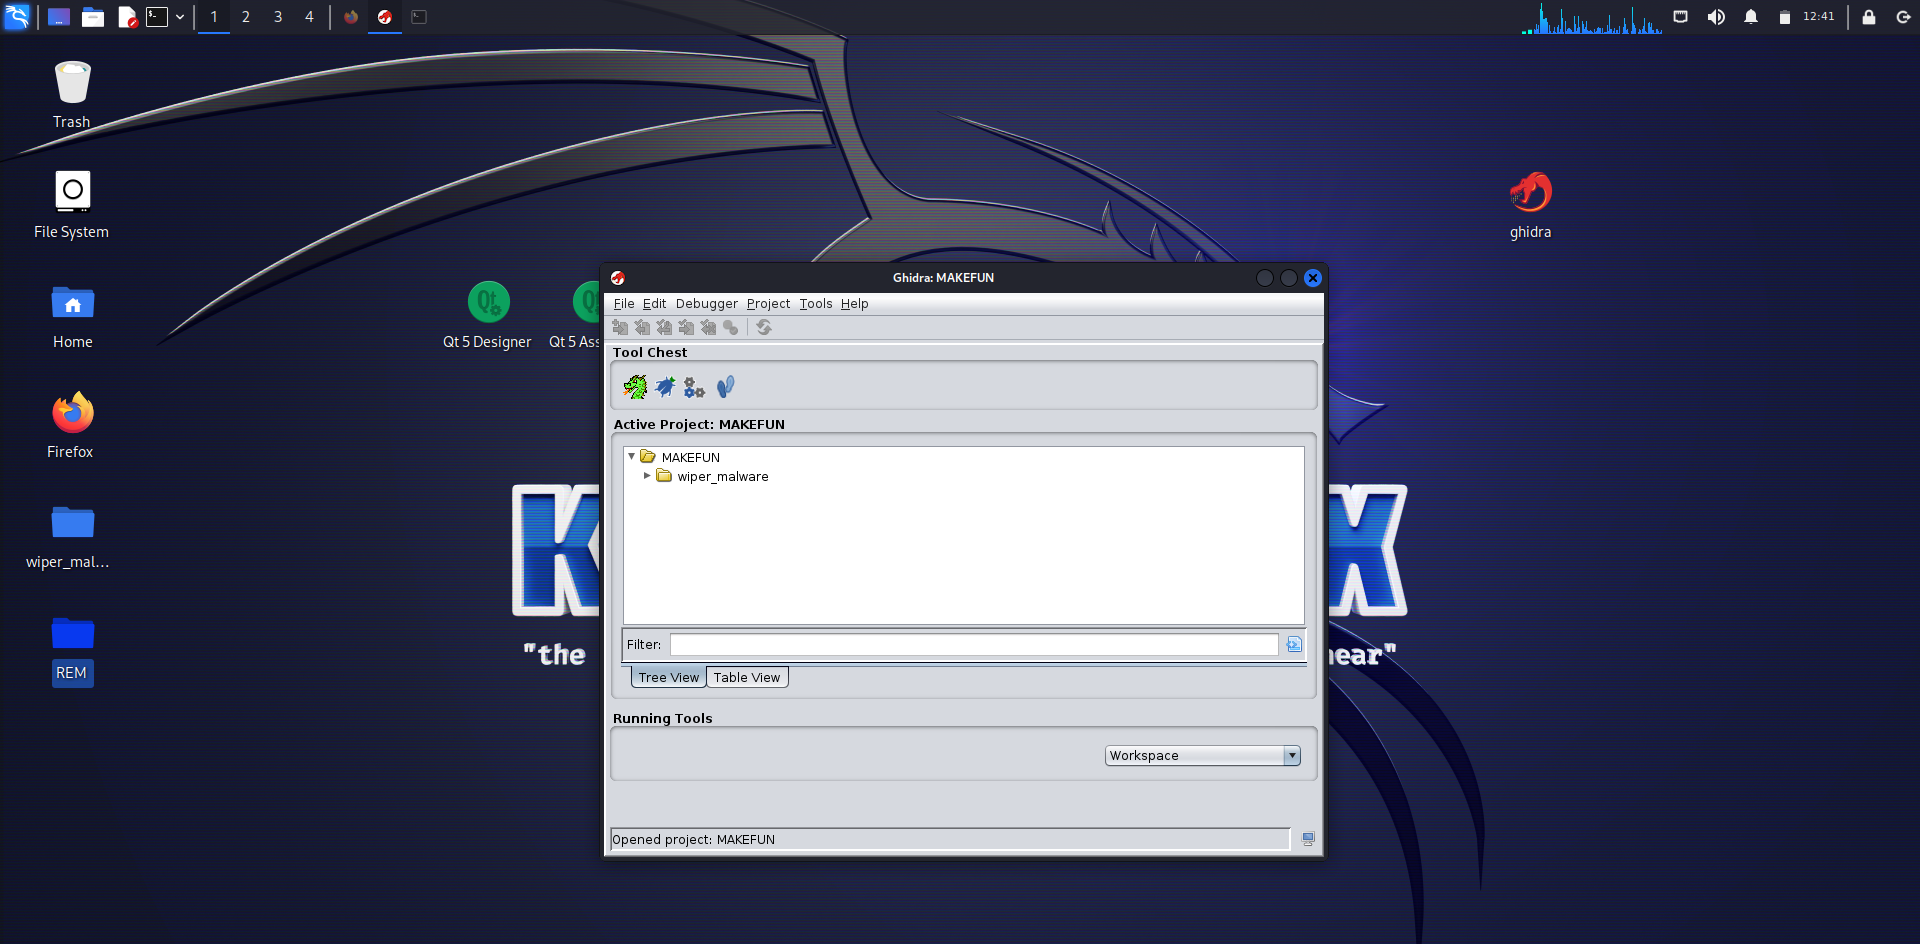 1 2 3 4
12:41
Trash
File System
Home
Firefox
wiper_mal...
REM
Qt 5 Designer
Qt 5 Ass
ghidra
Ghidra: MAKEFUN
File Edit Debugger Project Tools Help
Tool Chest
Active Project: MAKEFUN
MAKEFUN
wiper_malware
Filter:
Tree View Table View
Running Tools
Workspace
Opened project: MAKEFUN
K X
"the hear"